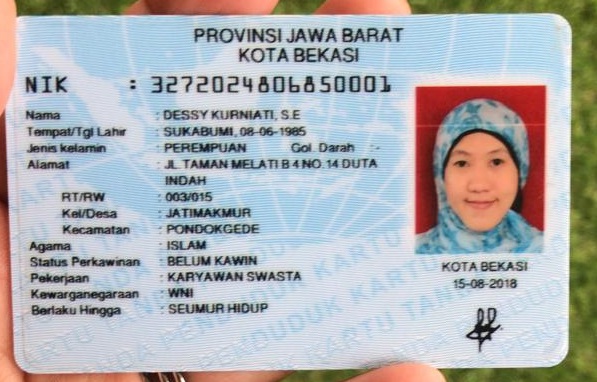 PROVINSI JAWA BARAT
KOTA BEKASI
NIK : 3272024806850001
Nama : DESSY KURNIATI, S.E
Tempat/Tgl Lahir : SUKABUMI, 08-06-1985
Jenis kelamin : PEREMPUAN Gol. Darah :-
Alamat : JL TAMAN MELATI B 4 NO. 14 DUTA
INDAH
RT/RW : 003/015
Kel/Desa : JATIMAKMUR
Kecamatan : PONDOKGEDE
Agama : ISLAM
Status Perkawinan : BELUM KAWIN
Pekerjaan : KARYAWAN SWASTA
Kewarganegaraan : WNI
Berlaku Hingga : SEUMUR HIDUP
KOTA BEKASI
15-08-2018